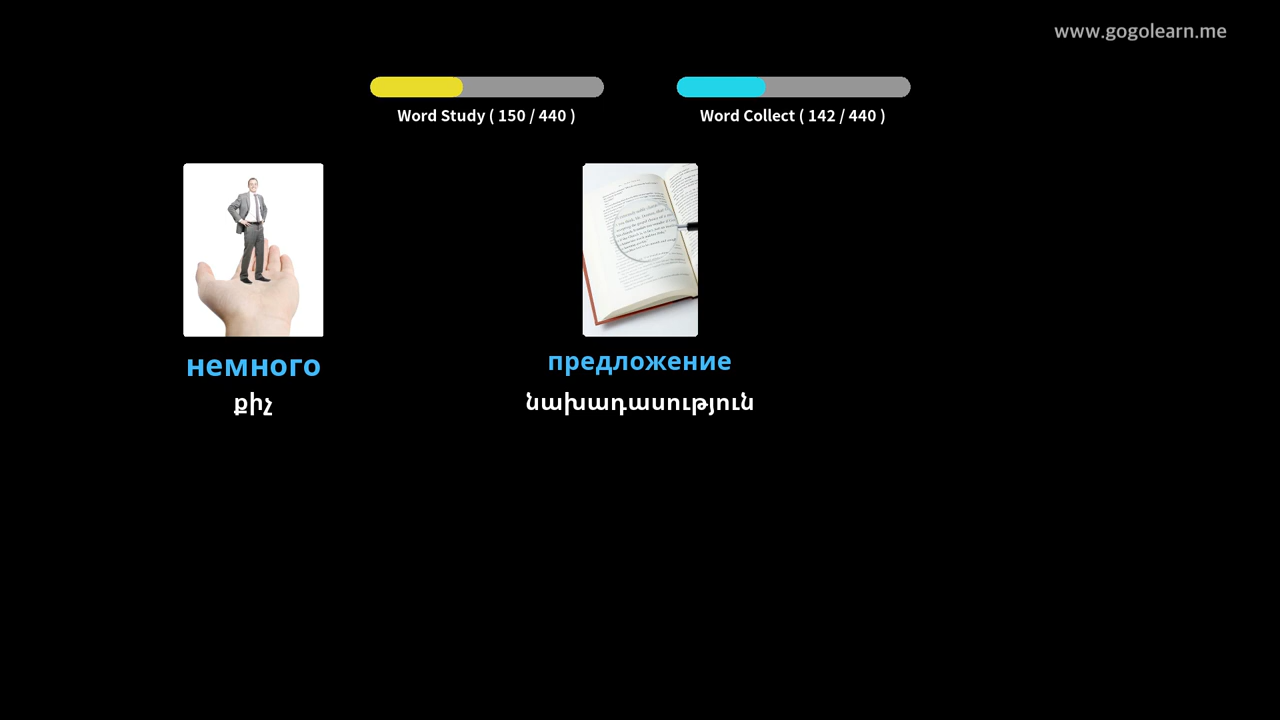 www.gogolearn.me
Word Study ( 150 / 440 )
Word Collect ( 142 / 440 )
немного
քիչ
предложение
նախադասություն